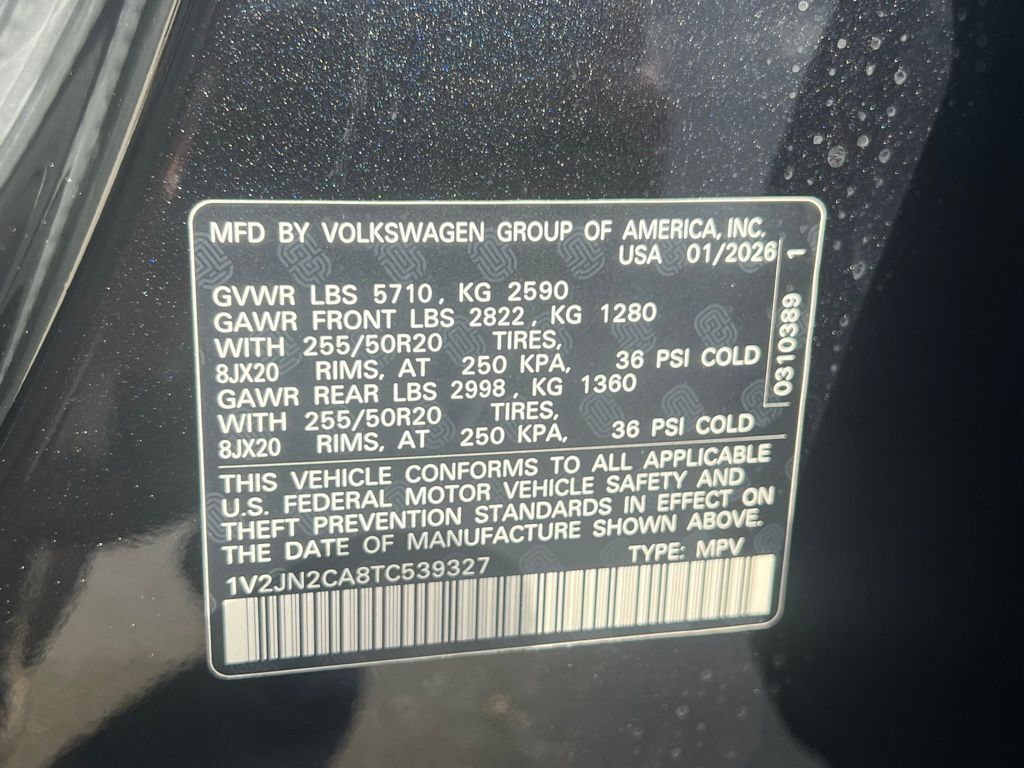 MFD BY VOLKSWAGEN GROUP OF AMERICA, INC.
USA 01/2026
GVWR LBS 5710, KG 2590
GAWR FRONT LBS 2822, KG 1280
WITH 255/50R20 TIRES,
8JX20 RIMS, AT 250 KPA, 36 PSI COLD
GAWR REAR LBS 2998, KG 1360
WITH 255/50R20 TIRES,
8JX20 RIMS, AT 250 KPA, 36 PSI COLD
0310389 1
THIS VEHICLE CONFORMS TO ALL APPLICABLE
U.S. FEDERAL MOTOR VEHICLE SAFETY AND
THEFT PREVENTION STANDARDS IN EFFECT ON
THE DATE OF MANUFACTURE SHOWN ABOVE.
TYPE: MPV
1V2JN2CA8TC539327